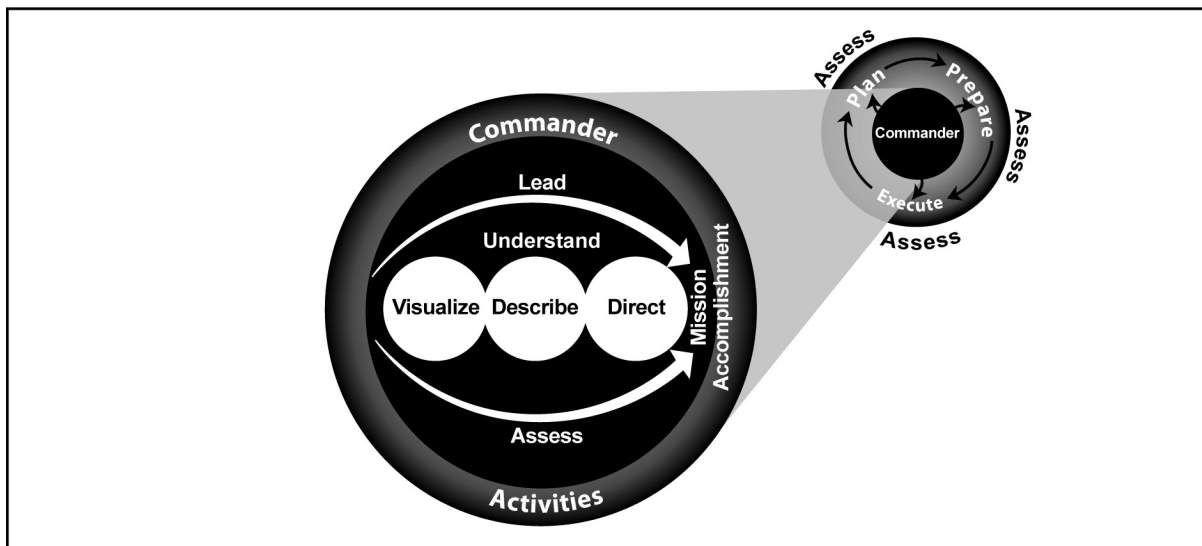 Commander
Lead
Understand
Visualize
Describe
Direct
Mission
Accomplishment
Assess
Activities
Assess
Plan
Prepare
Assess
Commander
Execute
Assess